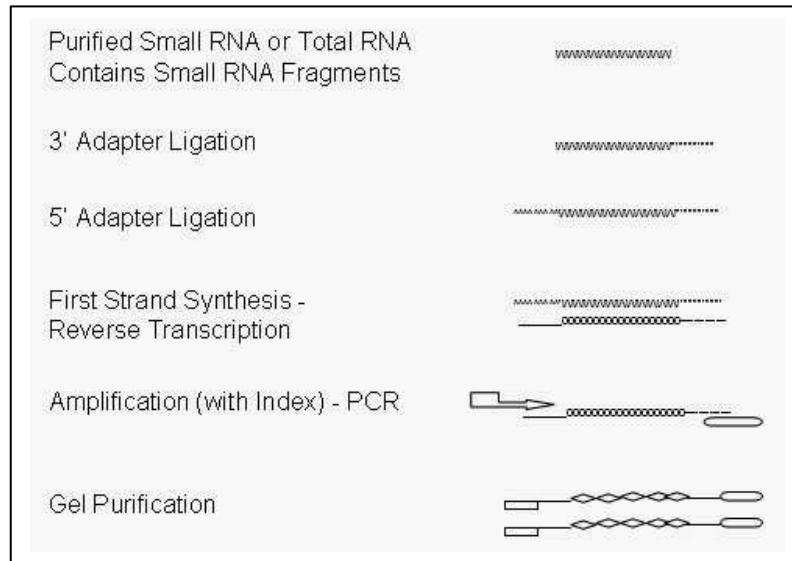 Purified Small RNA or Total RNA
Contains Small RNA Fragments
3' Adapter Ligation
5' Adapter Ligation
First Strand Synthesis -
Reverse Transcription
Amplification (with Index) - PCR
Gel Purification